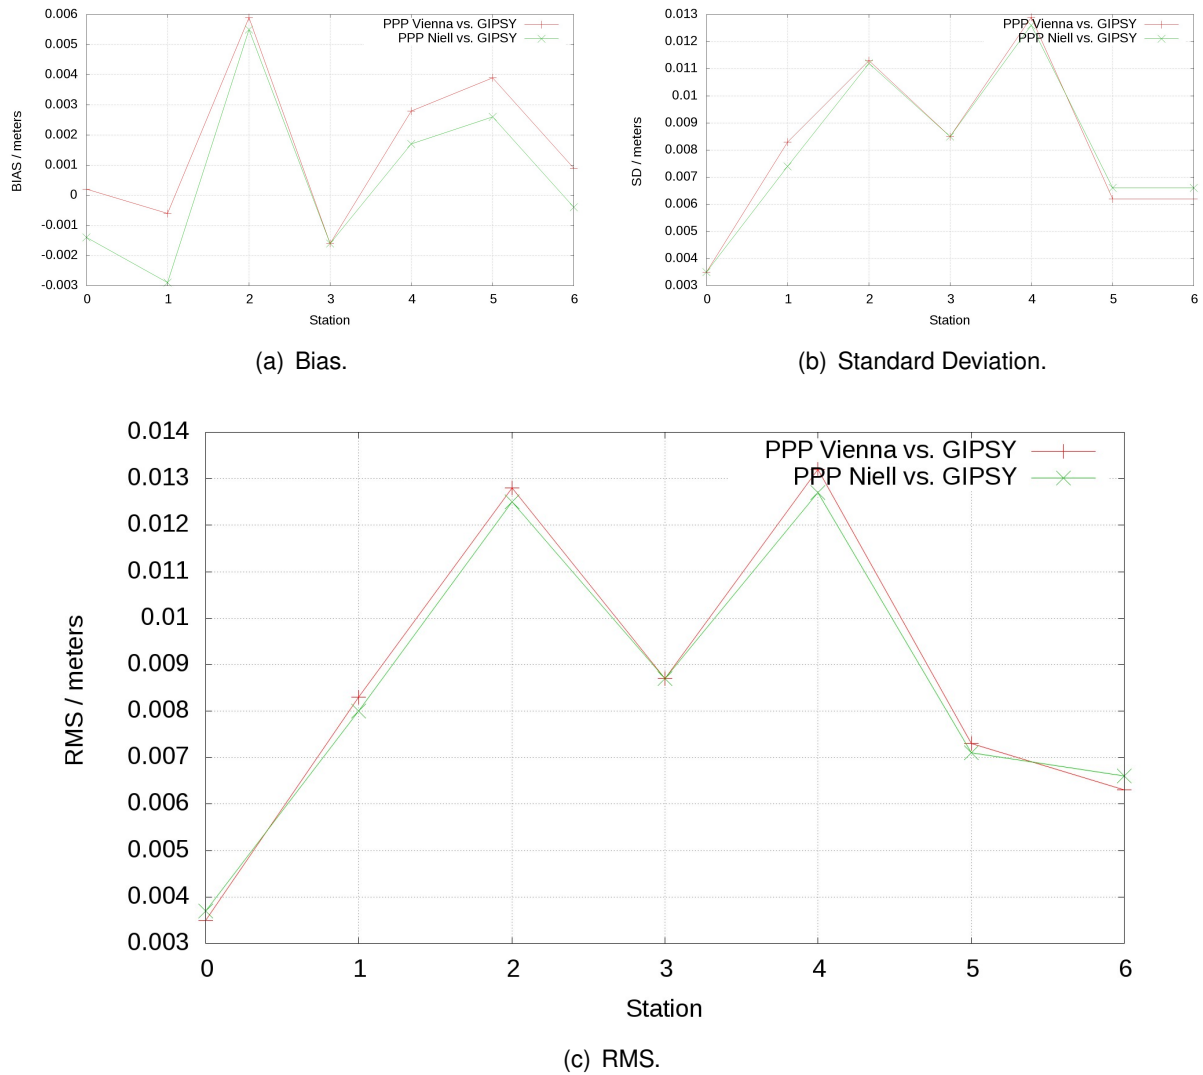 PPP Vienna vs. GIPSY
PPP Niell vs. GIPSY
0.006
0.005
0.004
0.003
0.002
0.001
0
-0.001
-0.002
-0.003
BIAS / meters
0 1 2 3 4 5 6
Station
(a) Bias.
PPP Vienna vs. GIPSY
PPP Niell vs. GIPSY
0.013
0.012
0.011
0.01
0.009
0.008
0.007
0.006
0.005
0.004
0.003
SD / meters
0 1 2 3 4 5 6
Station
(b) Standard Deviation.
PPP Vienna vs. GIPSY
PPP Niell vs. GIPSY
0.014
0.013
0.012
0.011
0.01
0.009
0.008
0.007
0.006
0.005
0.004
0.003
RMS / meters
0 1 2 3 4 5 6
Station
(c) RMS.